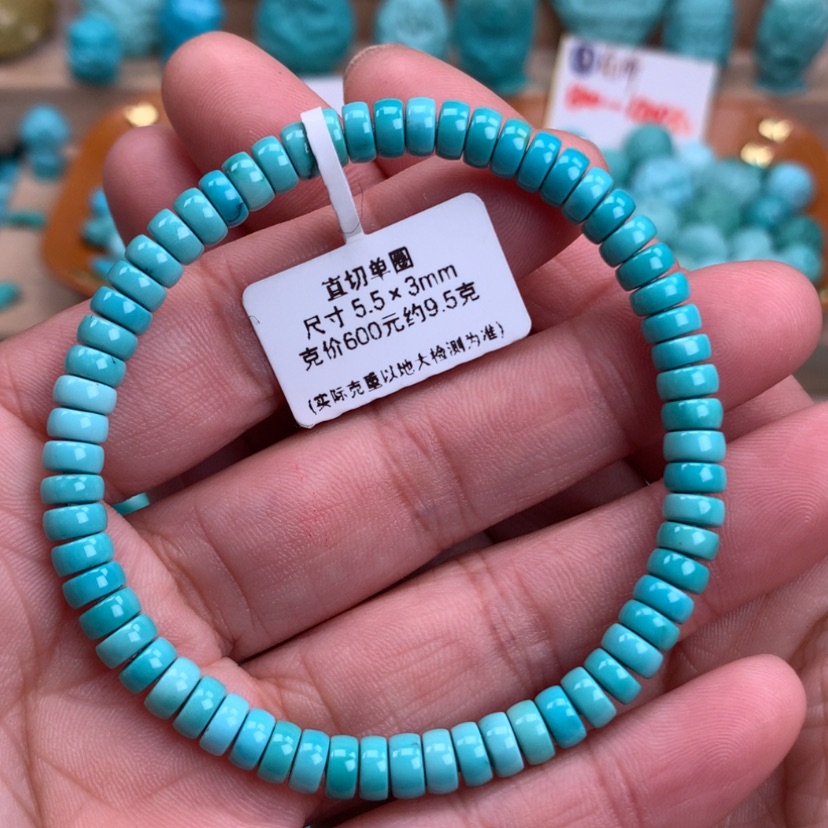 直切单圈
尺寸 5.5×3mm
克价600元约9.5克
(实际克重以地大检测为准)